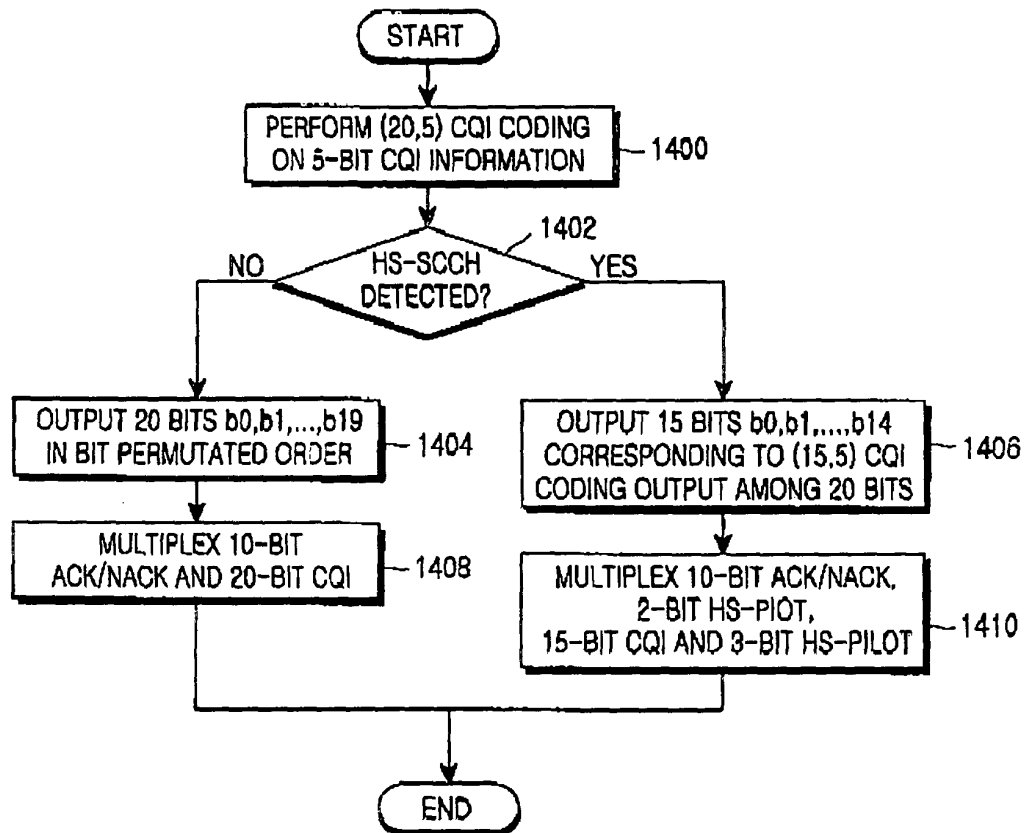 START
PERFORM (20,5) CQI CODING
ON 5-BIT CQI INFORMATION
1400
1402
HS-SCCH
DETECTED?
NO
YES
OUTPUT 20 BITS b0,b1,...,b19
IN BIT PERMUTATED ORDER
1404
OUTPUT 15 BITS b0,b1,...,b14
CORRESPONDING TO (15,5) CQI
CODING OUTPUT AMONG 20 BITS
1406
MULTIPLEX 10-BIT
ACK/NACK AND 20-BIT CQI
1408
MULTIPLEX 10-BIT ACK/NACK,
2-BIT HS-PIOT,
15-BIT CQI AND 3-BIT HS-PILOT
1410
END